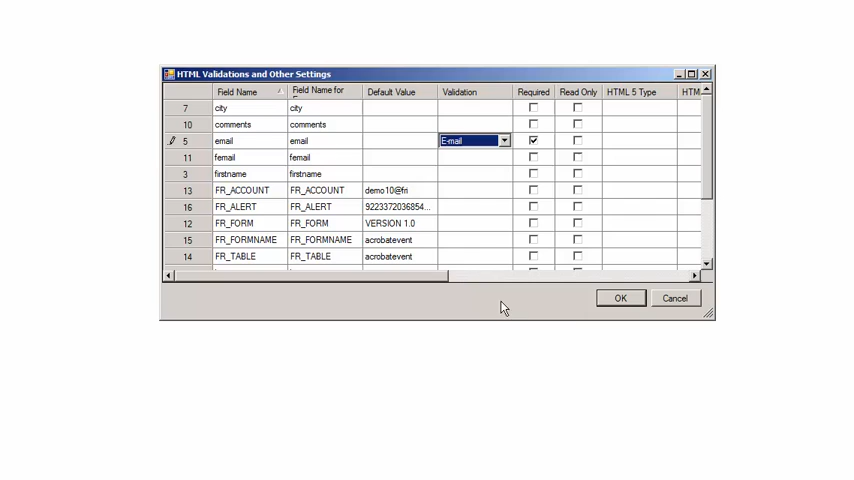 HTML Validations and Other Settings
Field Name Field Name for Default Value Validation Required Read Only HTML 5 Type HTM
7 city city
10 comments comments
5 email email E-mail
11 femail femail
3 firstname firstname
13 FR_ACCOUNT FR_ACCOUNT demo10@fri
16 FR_ALERT FR_ALERT 9223372036854...
12 FR_FORM FR_FORM VERSION 1.0
15 FR_FORMNAME FR_FORMNAME acrobatevent
14 FR_TABLE FR_TABLE acrobatevent
OK Cancel